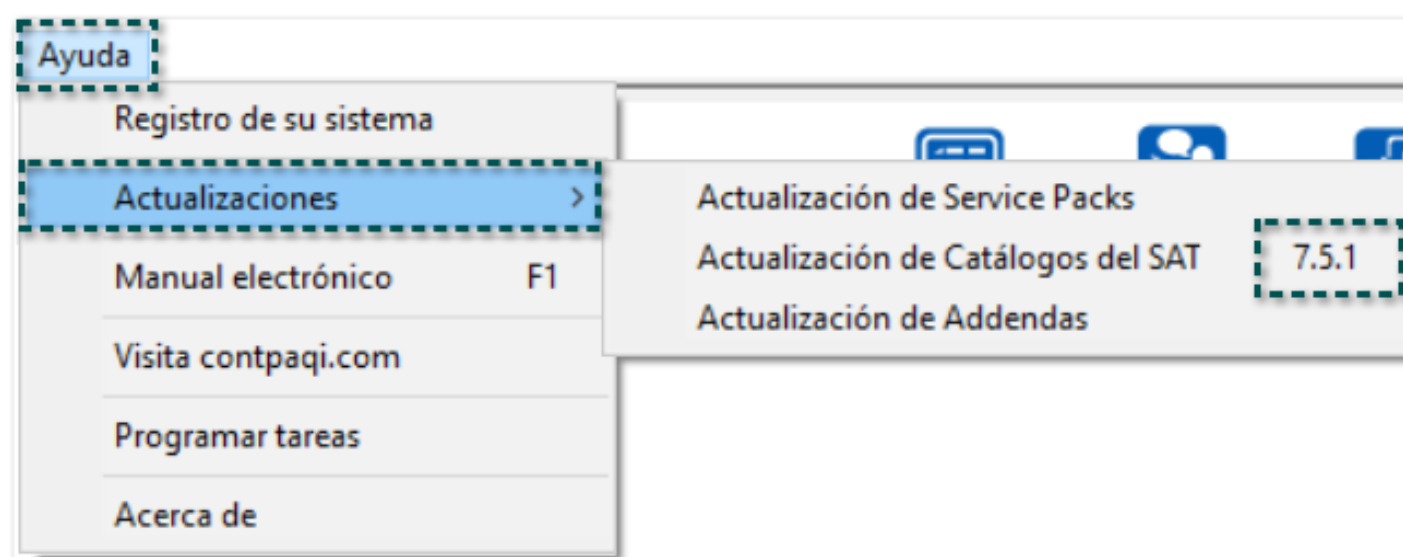 Ayuda
Registro de su sistema
Actualizaciones >
Actualización de Service Packs
Actualización de Catálogos del SAT 7.5.1
Actualización de Addendas
Manual electrónico F1
Visita contpaqi.com
Programar tareas
Acerca de